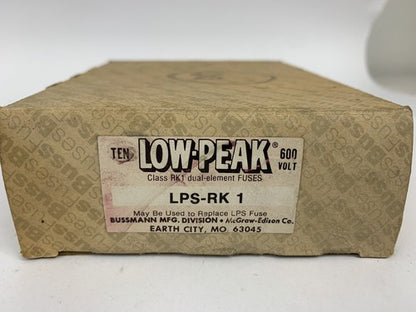 TEN LOW-PEAK® 600 VOLT
Class RK1 dual-element FUSES
LPS-RK 1
May Be Used to Replace LPS Fuse
BUSSMANN MFG. DIVISION • McGraw-Edison Co.
EARTH CITY, MO. 63045